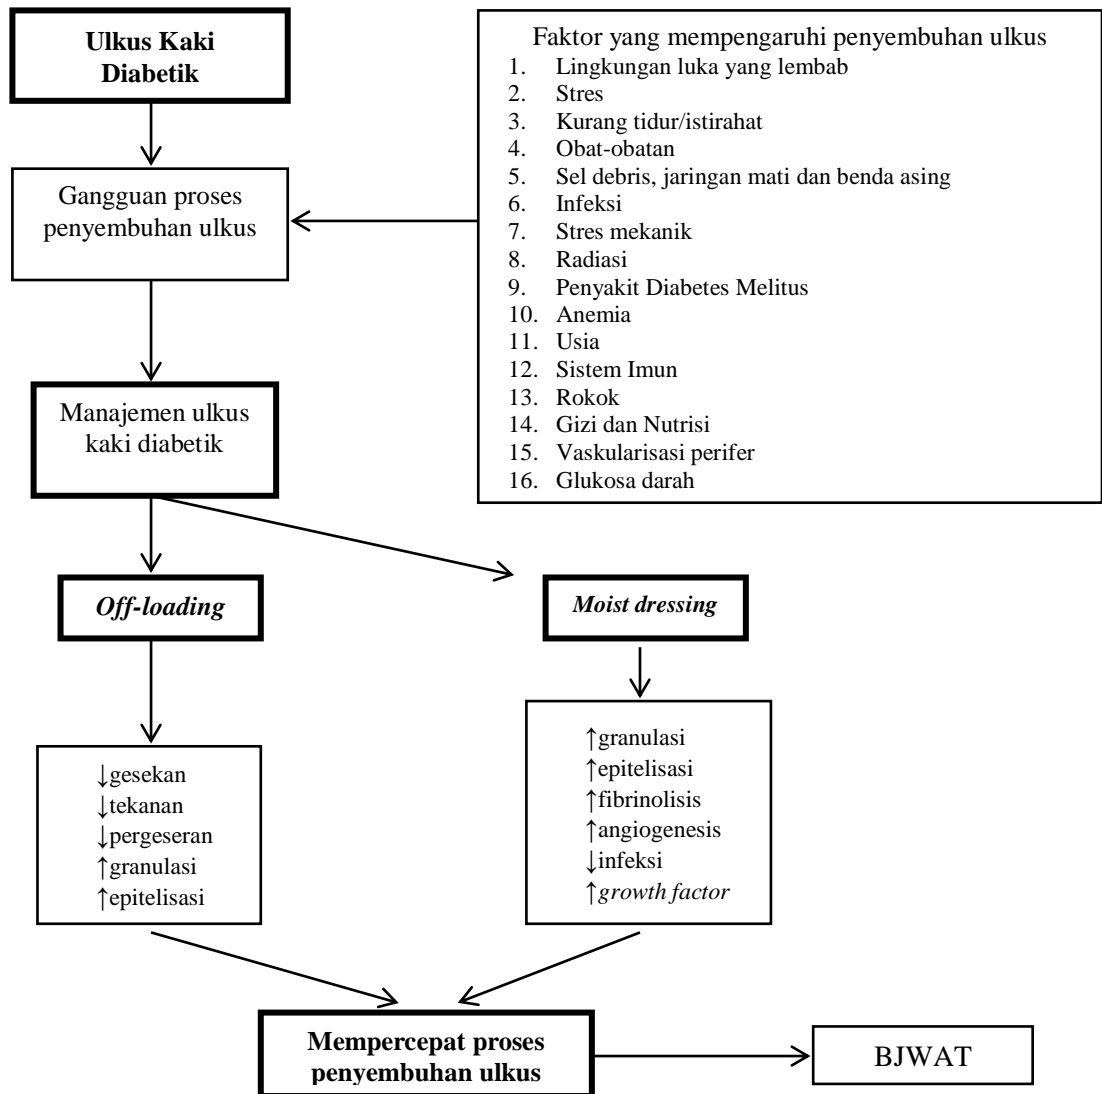 Ulkus Kaki
Diabetik
Faktor yang mempengaruhi penyembuhan ulkus
1. Lingkungan luka yang lembab
2. Stres
3. Kurang tidur/istirahat
4. Obat-obatan
5. Sel debris, jaringan mati dan benda asing
6. Infeksi
7. Stres mekanik
8. Radiasi
9. Penyakit Diabetes Melitus
10. Anemia
11. Usia
12. Sistem Imun
13. Rokok
14. Gizi dan Nutrisi
15. Vaskularisasi perifer
16. Glukosa darah
Gangguan proses
penyembuhan ulkus
Manajemen ulkus
kaki diabetik
Off-loading
Moist dressing
↓gesekan
↓tekanan
↓pergeseran
↑granulasi
↑epitelisasi
↑granulasi
↑epitelisasi
↑fibrinolisis
↑angiogenesis
↓infeksi
↑growth factor
Mempercepat proses
penyembuhan ulkus
BJWAT